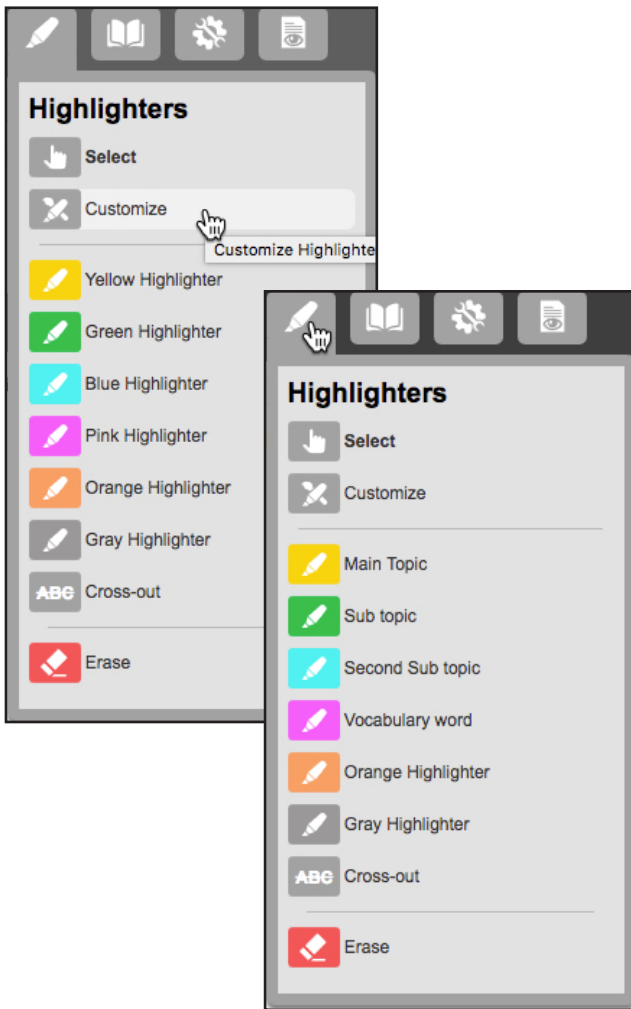 Highlighters
Select
Customize
Customize Highlighte
Yellow Highlighter
Green Highlighter
Blue Highlighter
Pink Highlighter
Orange Highlighter
Gray Highlighter
ABC Cross-out
Erase
Highlighters
Select
Customize
Main Topic
Sub topic
Second Sub topic
Vocabulary word
Orange Highlighter
Gray Highlighter
ABC Cross-out
Erase